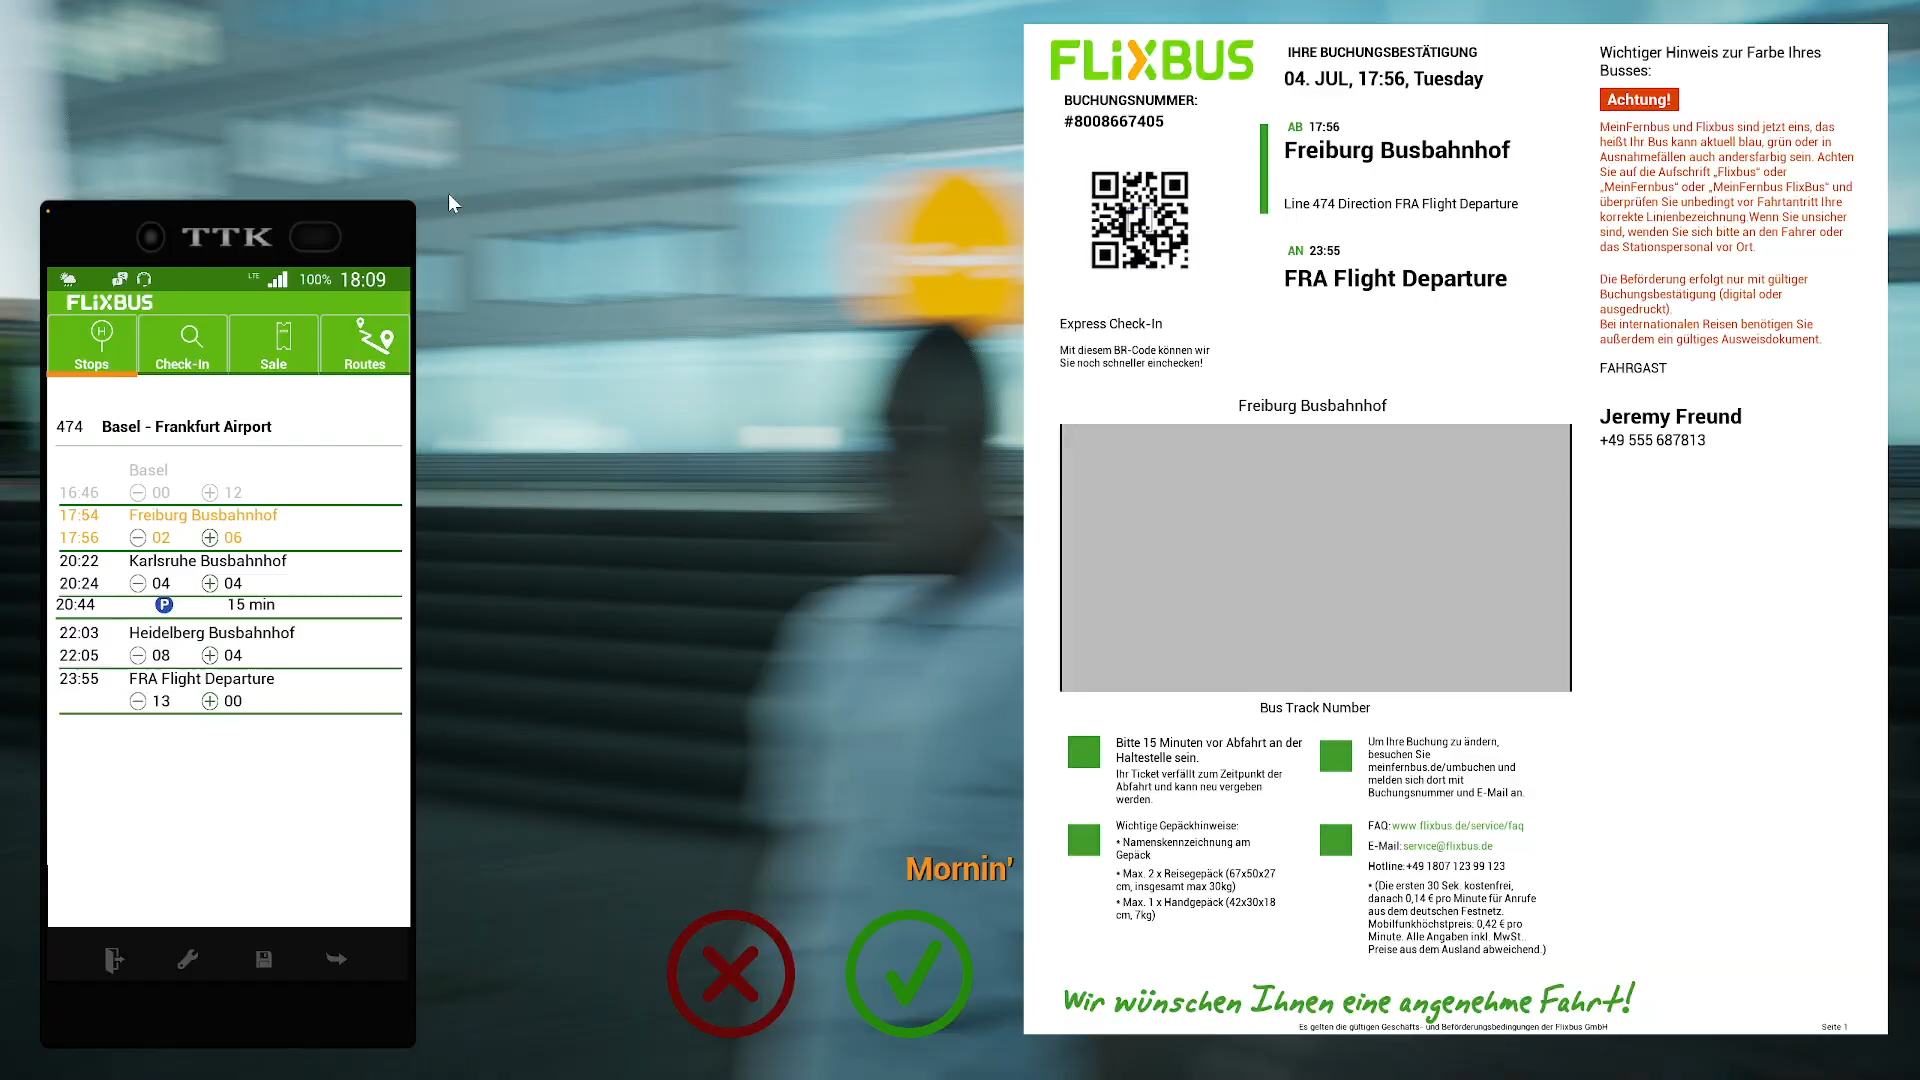 TTK
LTE 100% 18:09
FLiXBUS
Stops
Check-In
Sale
Routes
474 Basel - Frankfurt Airport
Basel
16:46 00 12
17:54 Freiburg Busbahnhof
17:56 02 06
20:22 Karlsruhe Busbahnhof
20:24 04 04
20:44 P 15 min
22:03 Heidelberg Busbahnhof
22:05 08 04
23:55 FRA Flight Departure
13 00
Mornin'
FLiXBUS
BUCHUNGSNUMMER:
#8008667405
IHRE BUCHUNGSBESTÄTIGUNG
04. JUL, 17:56, Tuesday
AB 17:56
Freiburg Busbahnhof
Line 474 Direction FRA Flight Departure
AN 23:55
FRA Flight Departure
Express Check-In
Mit diesem BR-Code können wir
Sie noch schneller einchecken!
Freiburg Busbahnhof
Bus Track Number
Bitte 15 Minuten vor Abfahrt an der
Haltestelle sein.
Ihr Ticket verfällt zum Zeitpunkt der
Abfahrt und kann neu vergeben
werden.
Wichtige Gepäckhinweise:
* Namenskennzeichnung am
Gepäck
* Max. 2 x Reisegepäck (67x50x27
cm, insgesamt max 30kg)
* Max. 1 x Handgepäck (42x30x18
cm, 7kg)
Um Ihre Buchung zu ändern,
besuchen Sie
meinfernbus.de/umbuchen und
melden sich dort mit
Buchungsnummer und E-Mail an.
FAQ: www.flixbus.de/service/faq
E-Mail: service@flixbus.de
Hotline: +49 1807 123 99 123
* (Die ersten 30 Sek. kostenfrei,
danach 0,14 € pro Minute für Anrufe
aus dem deutschen Festnetz.
Mobilfunkhöchstpreis: 0,42 € pro
Minute. Alle Angaben inkl. MwSt..
Preise aus dem Ausland abweichend.)
Wichtiger Hinweis zur Farbe Ihres
Busses:
Achtung!
MeinFernbus und Flixbus sind jetzt eins, das
heißt Ihr Bus kann aktuell blau, grün oder in
Ausnahmefällen auch andersfarbig sein. Achten
Sie auf die Aufschrift „Flixbus“ oder
„MeinFernbus“ oder „MeinFernbus FlixBus“ und
überprüfen Sie unbedingt vor Fahrtantritt Ihre
korrekte Linienbezeichnung.Wenn Sie unsicher
sind, wenden Sie sich bitte an den Fahrer oder
das Stationspersonal vor Ort.
Die Beförderung erfolgt nur mit gültiger
Buchungsbestätigung (digital oder
ausgedruckt).
Bei internationalen Reisen benötigen Sie
außerdem ein gültiges Ausweisdokument.
FAHRGAST
Jeremy Freund
+49 555 687813
Wir wünschen Ihnen eine angenehme Fahrt!
Es gelten die gültigen Geschäfts- und Beförderungsbedingungen der Flixbus GmbH
Seite 1